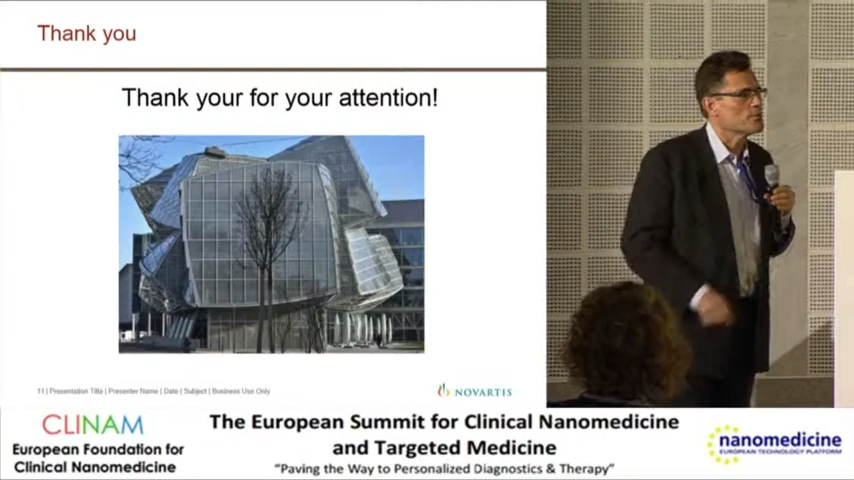 Thank you
Thank your for your attention!
11 | Presentation Title | Presenter Name | Date | Subject | Business Use Only
NOVARTIS
CLINAM
European Foundation for
Clinical Nanomedicine
The European Summit for Clinical Nanomedicine
and Targeted Medicine
"Paving the Way to Personalized Diagnostics & Therapy"
nanomedicine
EUROPEAN TECHNOLOGY PLATFORM